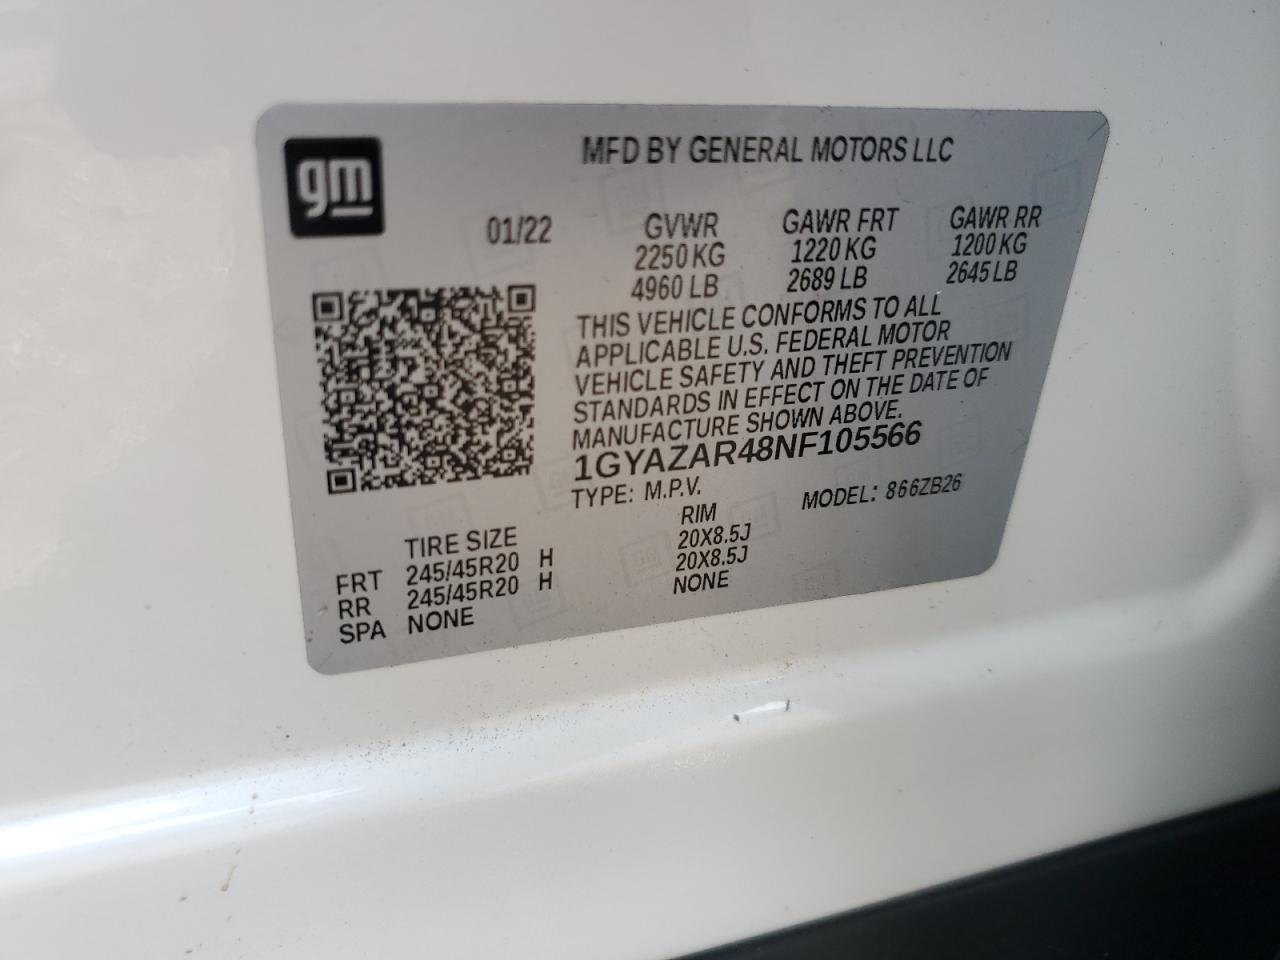 gm
MFD BY GENERAL MOTORS LLC
01/22 GVWR GAWR FRT GAWR RR
2250 KG 1220 KG 1200 KG
4960 LB 2689 LB 2645 LB
THIS VEHICLE CONFORMS TO ALL
APPLICABLE U.S. FEDERAL MOTOR
VEHICLE SAFETY AND THEFT PREVENTION
STANDARDS IN EFFECT ON THE DATE OF
MANUFACTURE SHOWN ABOVE.
1GYAZAR48NF105566
TYPE: M.P.V. MODEL: 866ZB26
TIRE SIZE RIM
FRT 245/45R20 H 20X8.5J
RR 245/45R20 H 20X8.5J
SPA NONE NONE